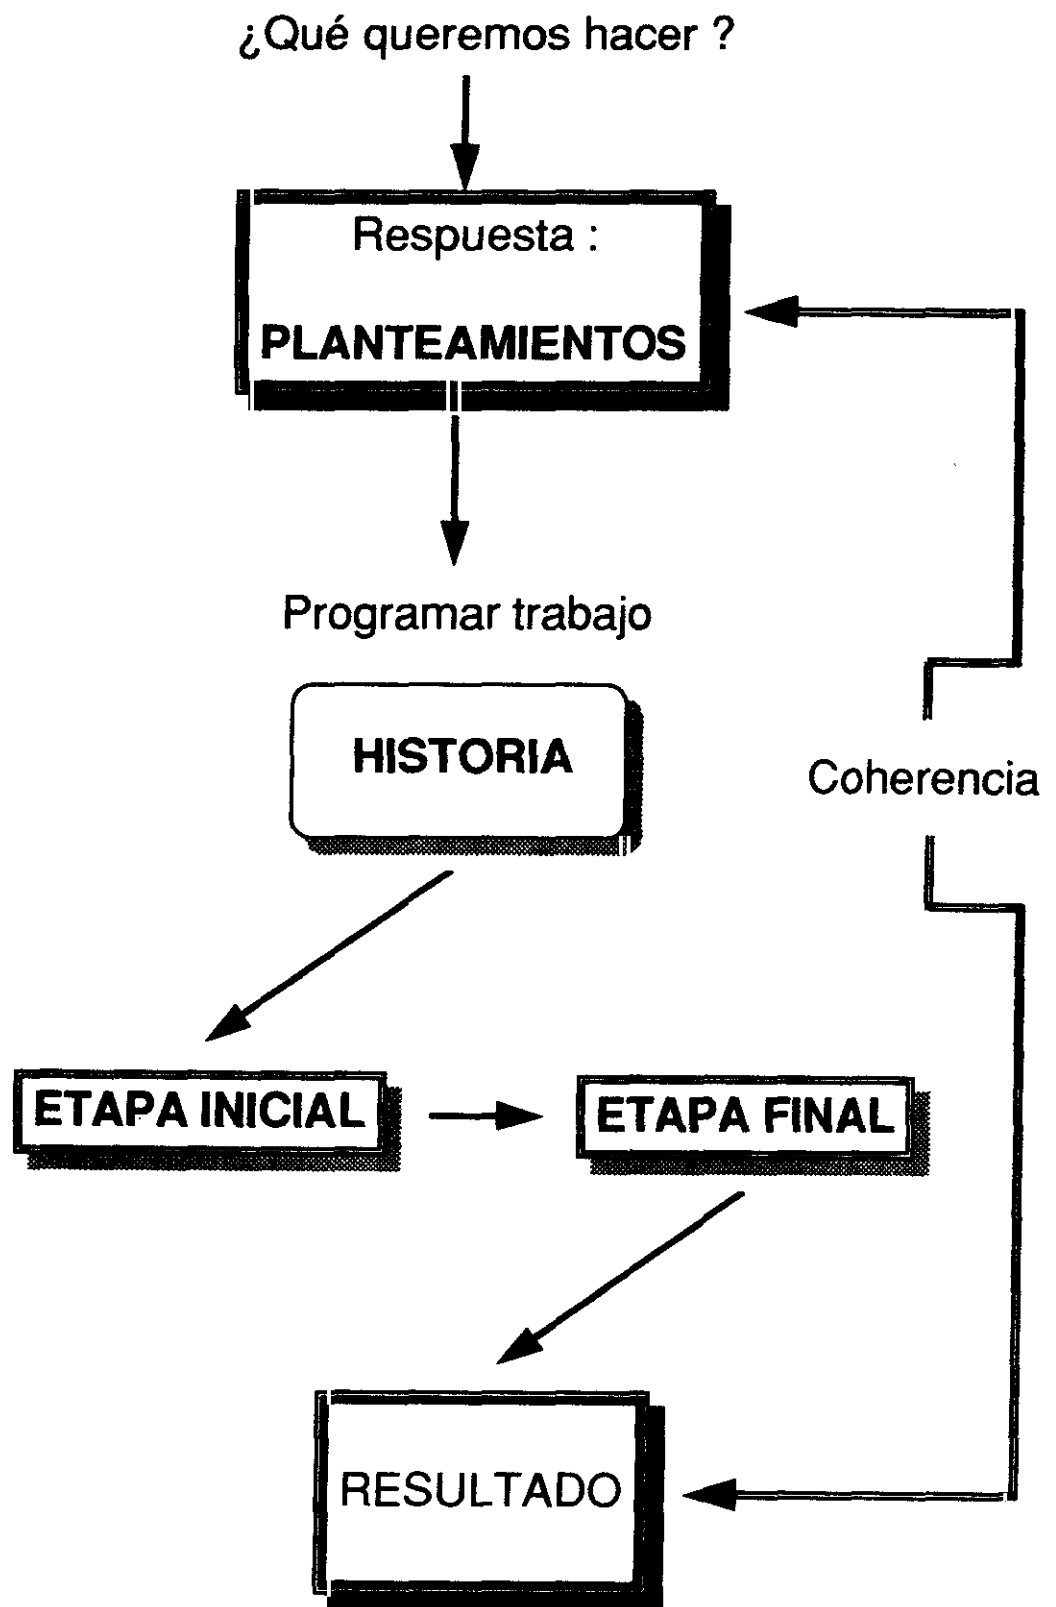 ¿Qué queremos hacer ?
Respuesta :
PLANTEAMIENTOS
Programar trabajo
HISTORIA
Coherencia
ETAPA INICIAL
ETAPA FINAL
RESULTADO